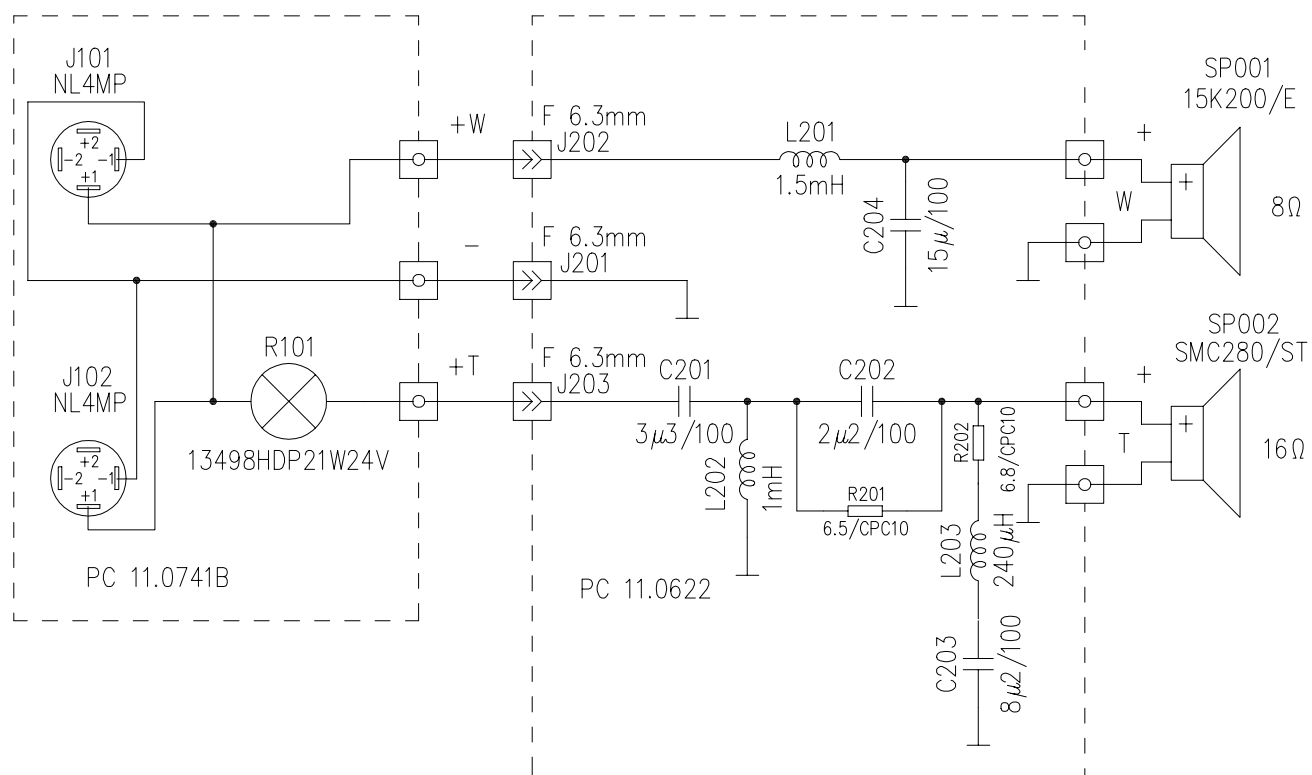 J101
NL4MP
+2
-2
-1
+1
+W
F 6.3mm
J202
L201
1.5mH
C204
15µ/100
SP001
15K200/E
+
+
W
8Ω
-
F 6.3mm
J201
J102
NL4MP
+2
-2
-1
+1
R101
13498HDP21W24V
+T
F 6.3mm
J203
C201
3µ3/100
L202
1mH
C202
2µ2/100
R201
6.5/CPC10
R202
6.8/CPC10
L203
240µH
C203
8µ2/100
SP002
SMC280/ST
+
+
T
16Ω
PC 11.0741B
PC 11.0622